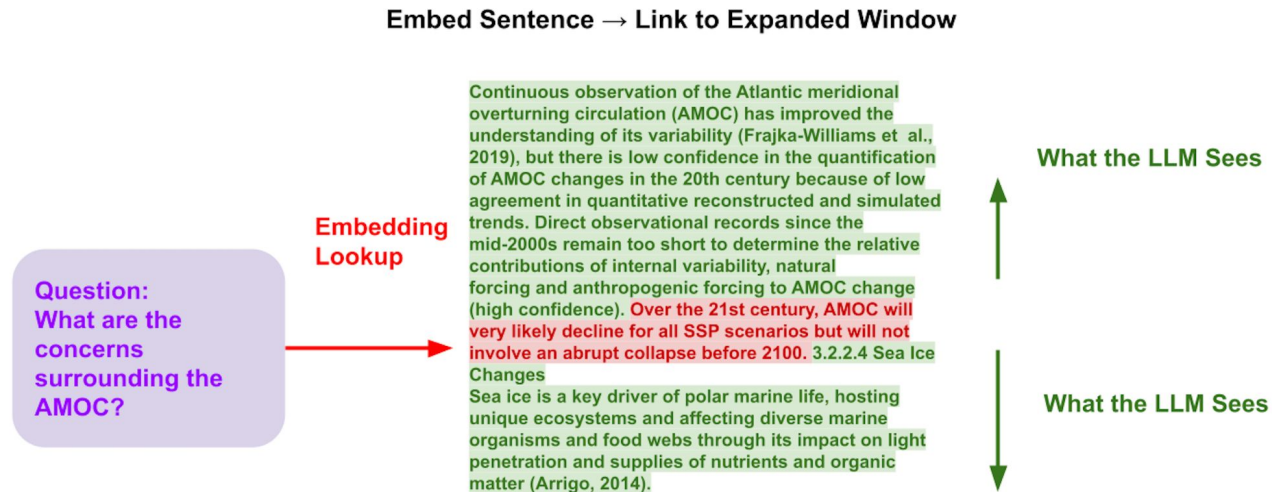 Embed Sentence → Link to Expanded Window
Continuous observation of the Atlantic meridional
overturning circulation (AMOC) has improved the
understanding of its variability (Frajka-Williams et al.,
2019), but there is low confidence in the quantification
of AMOC changes in the 20th century because of low
agreement in quantitative reconstructed and simulated
trends. Direct observational records since the
mid-2000s remain too short to determine the relative
contributions of internal variability, natural
forcing and anthropogenic forcing to AMOC change
(high confidence). Over the 21st century, AMOC will
very likely decline for all SSP scenarios but will not
involve an abrupt collapse before 2100. 3.2.2.4 Sea Ice
Changes
Sea ice is a key driver of polar marine life, hosting
unique ecosystems and affecting diverse marine
organisms and food webs through its impact on light
penetration and supplies of nutrients and organic
matter (Arrigo, 2014).
What the LLM Sees
What the LLM Sees
Embedding
Lookup
Question:
What are the
concerns
surrounding the
AMOC?